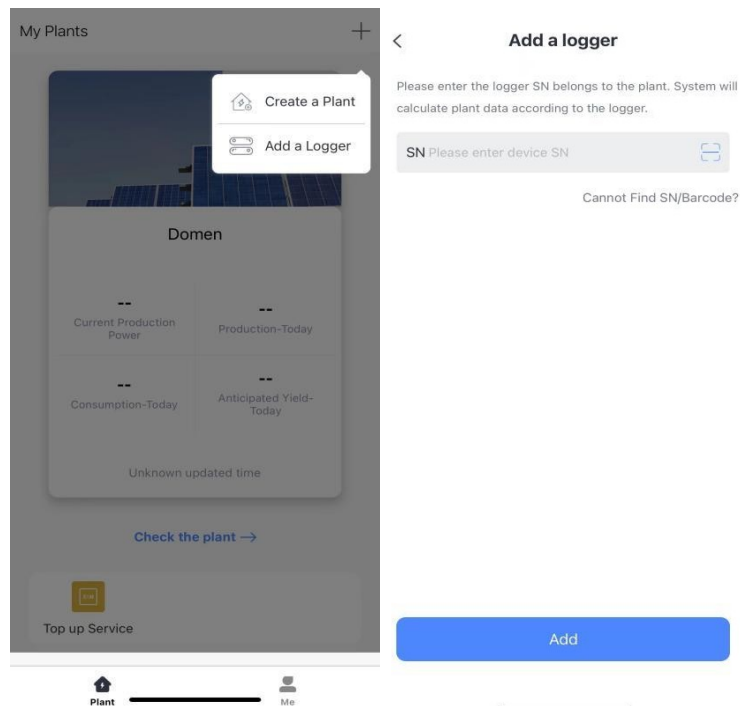 My Plants
Create a Plant
Add a Logger
Domen
--
Current Production
Power
--
Production-Today
--
Consumption-Today
--
Anticipated Yield-
Today
Unknown updated time
Check the plant →
Top up Service
Plant
Me
Add a logger
Please enter the logger SN belongs to the plant. System will
calculate plant data according to the logger.
SN Please enter device SN
Cannot Find SN/Barcode?
Add